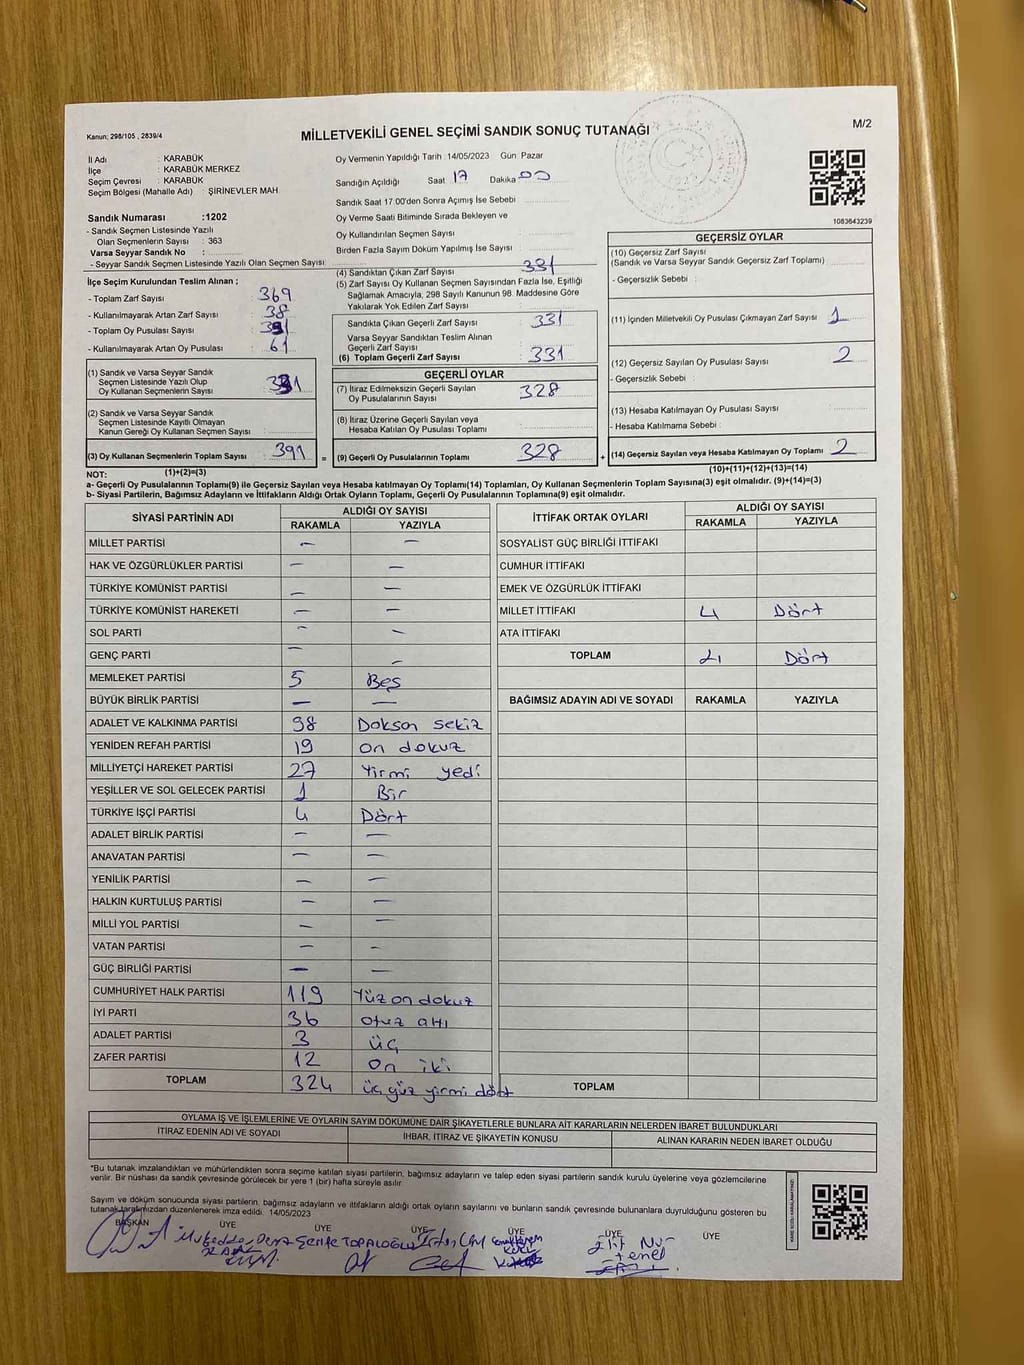 Kanun; 298/105 , 2839/4
MİLLETVEKİLİ GENEL SEÇİMİ SANDIK SONUÇ TUTANAĞI
M/2
İl Adı : KARABÜK
İlçe : KARABÜK MERKEZ
Seçim Çevresi : KARABÜK
Seçim Bölgesi (Mahalle Adı) : ŞİRİNEVLER MAH.
Sandık Numarası :1202
- Sandık Seçmen Listesinde Yazılı
Olan Seçmenlerin Sayısı : 363
Varsa Seyyar Sandık No :
- Seyyar Sandık Seçmen Listesinde Yazılı Olan Seçmen Sayısı
Oy Vermenin Yapıldığı Tarih :14/05/2023 Gün: Pazar
Sandığın Açıldığı Saat 17 Dakika 00
Sandık Saat 17.00'den Sonra Açımış İse Sebebi
Oy Verme Saati Bitiminde Sırada Bekleyen ve
Oy Kullandırılan Seçmen Sayısı
Birden Fazla Sayım Döküm Yapılmış İse Sayısı
1083643239
İlçe Seçim Kurulundan Teslim Alınan ;
- Toplam Zarf Sayısı : 369
- Kullanılmayarak Artan Zarf Sayısı : 38
- Toplam Oy Pusulası Sayısı
- Kullanılmayarak Artan Oy Pusulası : 61
(1) Sandık ve Varsa Seyyar Sandık
Seçmen Listesinde Yazılı Olup
Oy Kullanan Seçmenlerin Sayısı
(2) Sandık ve Varsa Seyyar Sandık
Seçmen Listesinde Kayıtlı Olmayan
Kanun Gereği Oy Kullanan Seçmen Sayısı
(3) Oy Kullanan Seçmenlerin Toplam Sayısı : 391
(1)+(2)=(3)
(4) Sandıktan Çıkan Zarf Sayısı 331
(5) Zarf Sayısı Oy Kullanan Seçmen Sayısından Fazla İse, Eşitliği
Sağlamak Amacıyla, 298 Sayılı Kanunun 98. Maddesine Göre
Yakılarak Yok Edilen Zarf Sayısı
Sandıkta Çıkan Geçerli Zarf Sayısı 331
Varsa Seyyar Sandıktan Teslim Alınan
Geçerli Zarf Sayısı
(6) Toplam Geçerli Zarf Sayısı : 331
GEÇERLİ OYLAR
(7) İtiraz Edilmeksizin Geçerli Sayılan
Oy Pusulalarının Sayısı : 328
(8) İtiraz Üzerine Geçerli Sayılan veya
Hesaba Katılan Oy Pusulası Toplamı
= (9) Geçerli Oy Pusulalarının Toplamı : 328
GEÇERSİZ OYLAR
(10) Geçersiz Zarf Sayısı
(Sandık ve Varsa Seyyar Sandık Geçersiz Zarf Toplamı)
- Geçersizlik Sebebi :
(11) İçinden Milletvekili Oy Pusulası Çıkmayan Zarf Sayısı 1
(12) Geçersiz Sayılan Oy Pusulası Sayısı : 2
- Geçersizlik Sebebi :
(13) Hesaba Katılmayan Oy Pusulası Sayısı
- Hesaba Katılmama Sebebi :
+ (14) Geçersiz Sayılan veya Hesaba Katılmayan Oy Toplamı 2
(10)+(11)+(12)+(13)=(14)
NOT:
a- Geçerli Oy Pusulalarının Toplamı(9) ile Geçersiz Sayılan veya Hesaba Katılmayan Oy Toplamı(14) Toplamları, Oy Kullanan Seçmenlerin Toplam Sayısına(3) eşit olmalıdır. (9)+(14)=(3)
b- Siyasi Partilerin, Bağımsız Adayların ve İttifakların Aldığı Ortak Oyların Toplamı, Geçerli Oy Pusulalarının Toplamına(9) eşit olmalıdır.
SİYASİ PARTİNİN ADI ALDIĞI OY SAYISI
RAKAMLA YAZIYLA
MİLLET PARTİSİ — —
HAK VE ÖZGÜRLÜKLER PARTİSİ — —
TÜRKİYE KOMÜNİST PARTİSİ — —
TÜRKİYE KOMÜNİST HAREKETİ — —
SOL PARTİ — —
GENÇ PARTİ — —
MEMLEKET PARTİSİ 5 Beş
BÜYÜK BİRLİK PARTİSİ — —
ADALET VE KALKINMA PARTİSİ 98 Doksan sekiz
YENİDEN REFAH PARTİSİ 19 on dokuz
MİLLİYETÇİ HAREKET PARTİSİ 27 Yirmi yedi
YEŞİLLER VE SOL GELECEK PARTİSİ 1 Bir
TÜRKİYE İŞÇİ PARTİSİ 4 Dört
ADALET BİRLİK PARTİSİ — —
ANAVATAN PARTİSİ — —
YENİLİK PARTİSİ — —
HALKIN KURTULUŞ PARTİSİ — —
MİLLİ YOL PARTİSİ — —
VATAN PARTİSİ — -
GÜÇ BİRLİĞİ PARTİSİ — —
CUMHURİYET HALK PARTİSİ 119 Yüz on dokuz
İYİ PARTİ 36 otuz altı
ADALET PARTİSİ 3 üç
ZAFER PARTİSİ 12 on iki
TOPLAM 324 üç yüz yirmi dört
İTTİFAK ORTAK OYLARI ALDIĞI OY SAYISI
RAKAMLA YAZIYLA
SOSYALİST GÜÇ BİRLİĞİ İTTİFAKI
CUMHUR İTTİFAKI
EMEK VE ÖZGÜRLÜK İTTİFAKI
MİLLET İTTİFAKI 4 Dört
ATA İTTİFAKI
TOPLAM 4 Dört
BAĞIMSIZ ADAYIN ADI VE SOYADI RAKAMLA YAZIYLA
TOPLAM
OYLAMA İŞ VE İŞLEMLERİNE VE OYLARIN SAYIM DÖKÜMÜNE DAİR ŞİKAYETLERLE BUNLARA AİT KARARLARIN NELERDEN İBARET BULUNDUKLARI
İTİRAZ EDENİN ADI VE SOYADI İHBAR, İTİRAZ VE ŞİKAYETİN KONUSU ALINAN KARARIN NEDEN İBARET OLDUĞU
*Bu tutanak imzalandıktan ve mühürlendikten sonra seçime katılan siyasi partilerin, bağımsız adayların ve talep eden siyasi partilerin sandık kurulu üyelerine veya gözlemcilerine
verilir. Bir nüshası da sandık çevresinde görülecek bir yere 1 (bir) hafta süreyle asılır.
Sayım ve döküm sonucunda siyasi partilerin, bağımsız adayların ve ittifakların aldığı ortak oyların sayılarını ve bunların sandık çevresinde bulunanlara duyrulduğunu gösteren bu
tutanak tarafımızdan düzenlenerek imza edildi. 14/05/2023
BAŞKAN ÜYE ÜYE ÜYE ÜYE ÜYE ÜYE
TOPALOĞLU